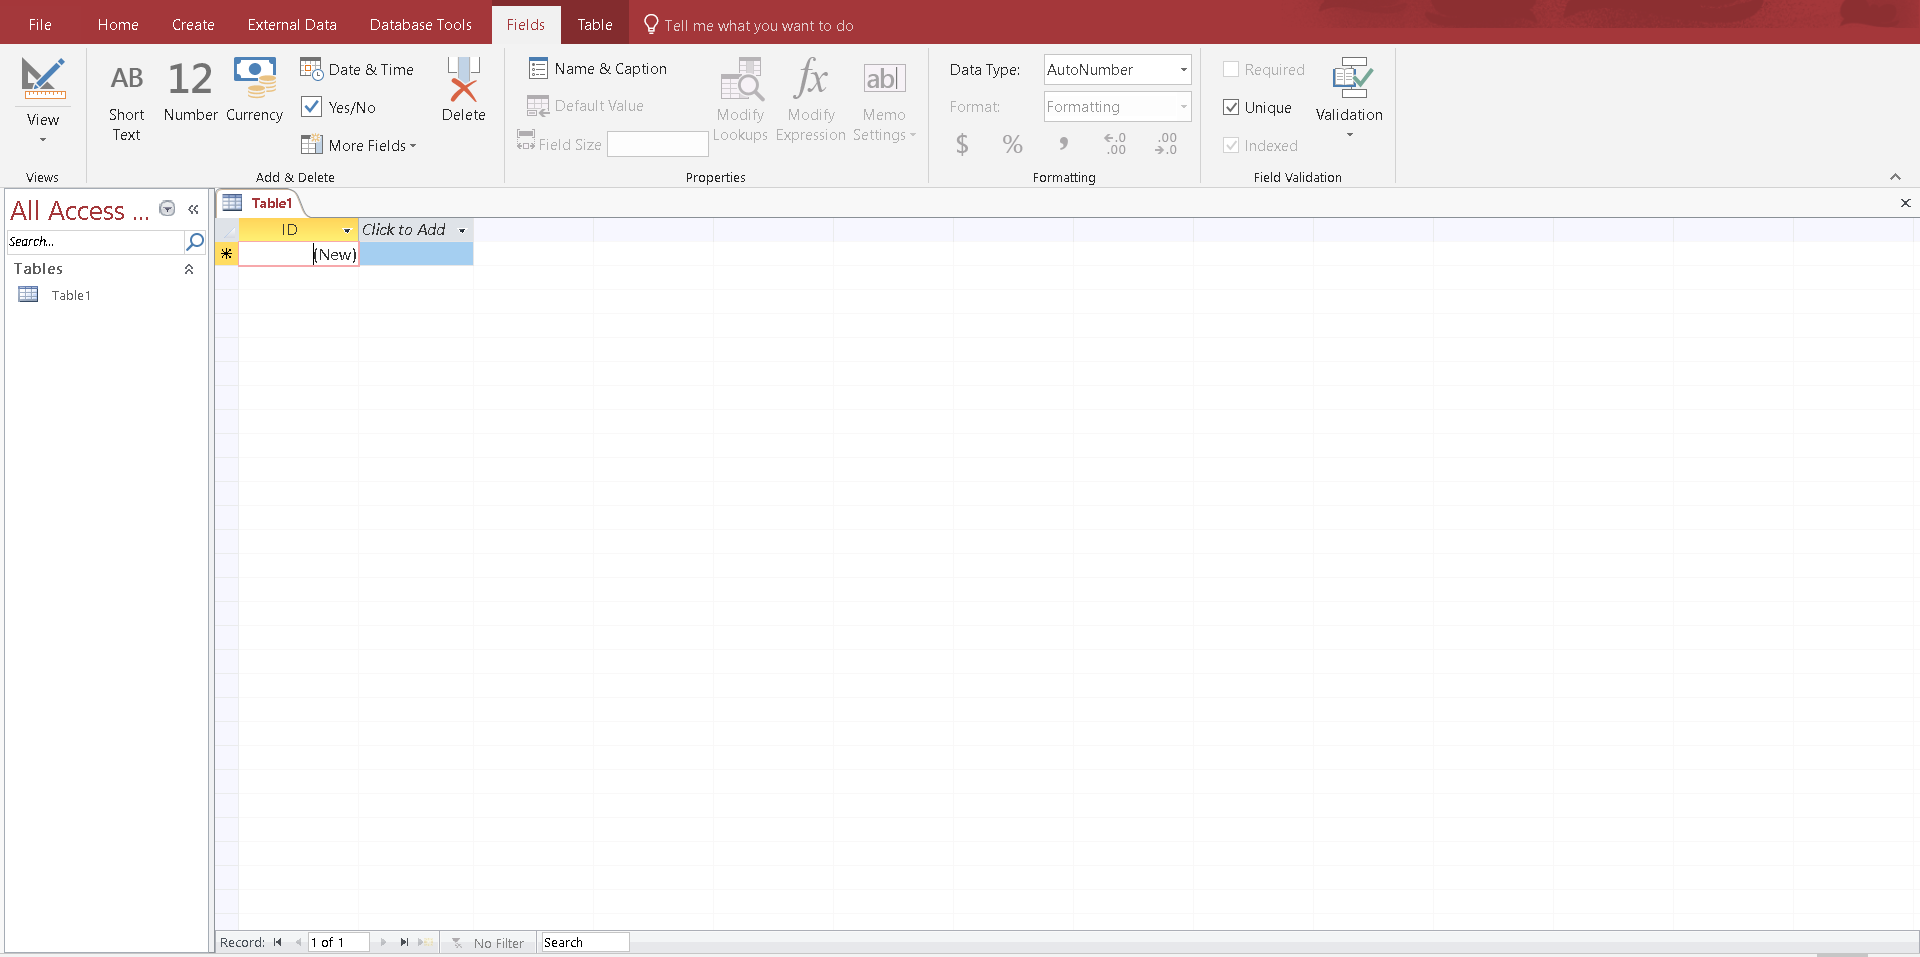 File Home Create External Data Database Tools Fields Table Tell me what you want to do
View
Views
AB
Short
Text
12
Number
Currency
Date & Time
Yes/No
More Fields
Delete
Add & Delete
Name & Caption
Default Value
Field Size
Modify
Lookups
fx
Modify
Expression
ab|
Memo
Settings
Properties
Data Type: AutoNumber
Format: Formatting
$ % , ←.0 .00 .00 →.0
Formatting
Required
Unique
Indexed
Validation
Field Validation
All Access ...
Search...
Tables
Table1
Table1
ID Click to Add
(New)
Record: 1 of 1 No Filter Search